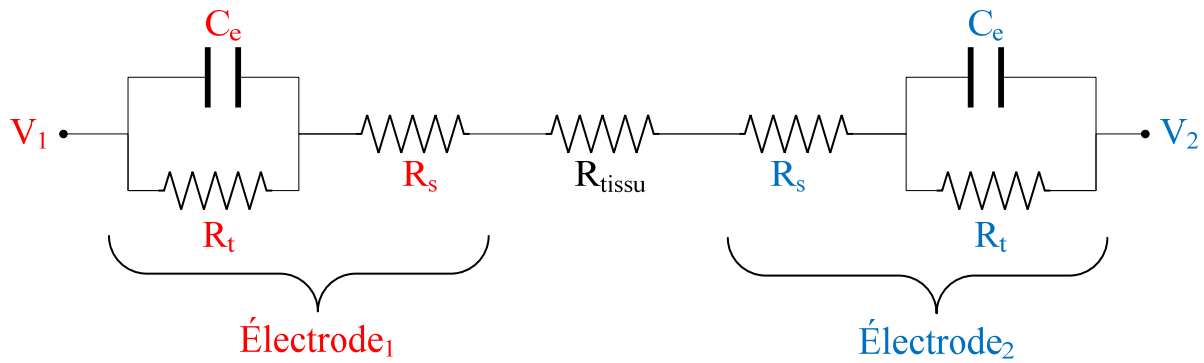 Ce Ce
V1 Rs Rtissu Rs V2
Rt Rt
Électrode1 Électrode2